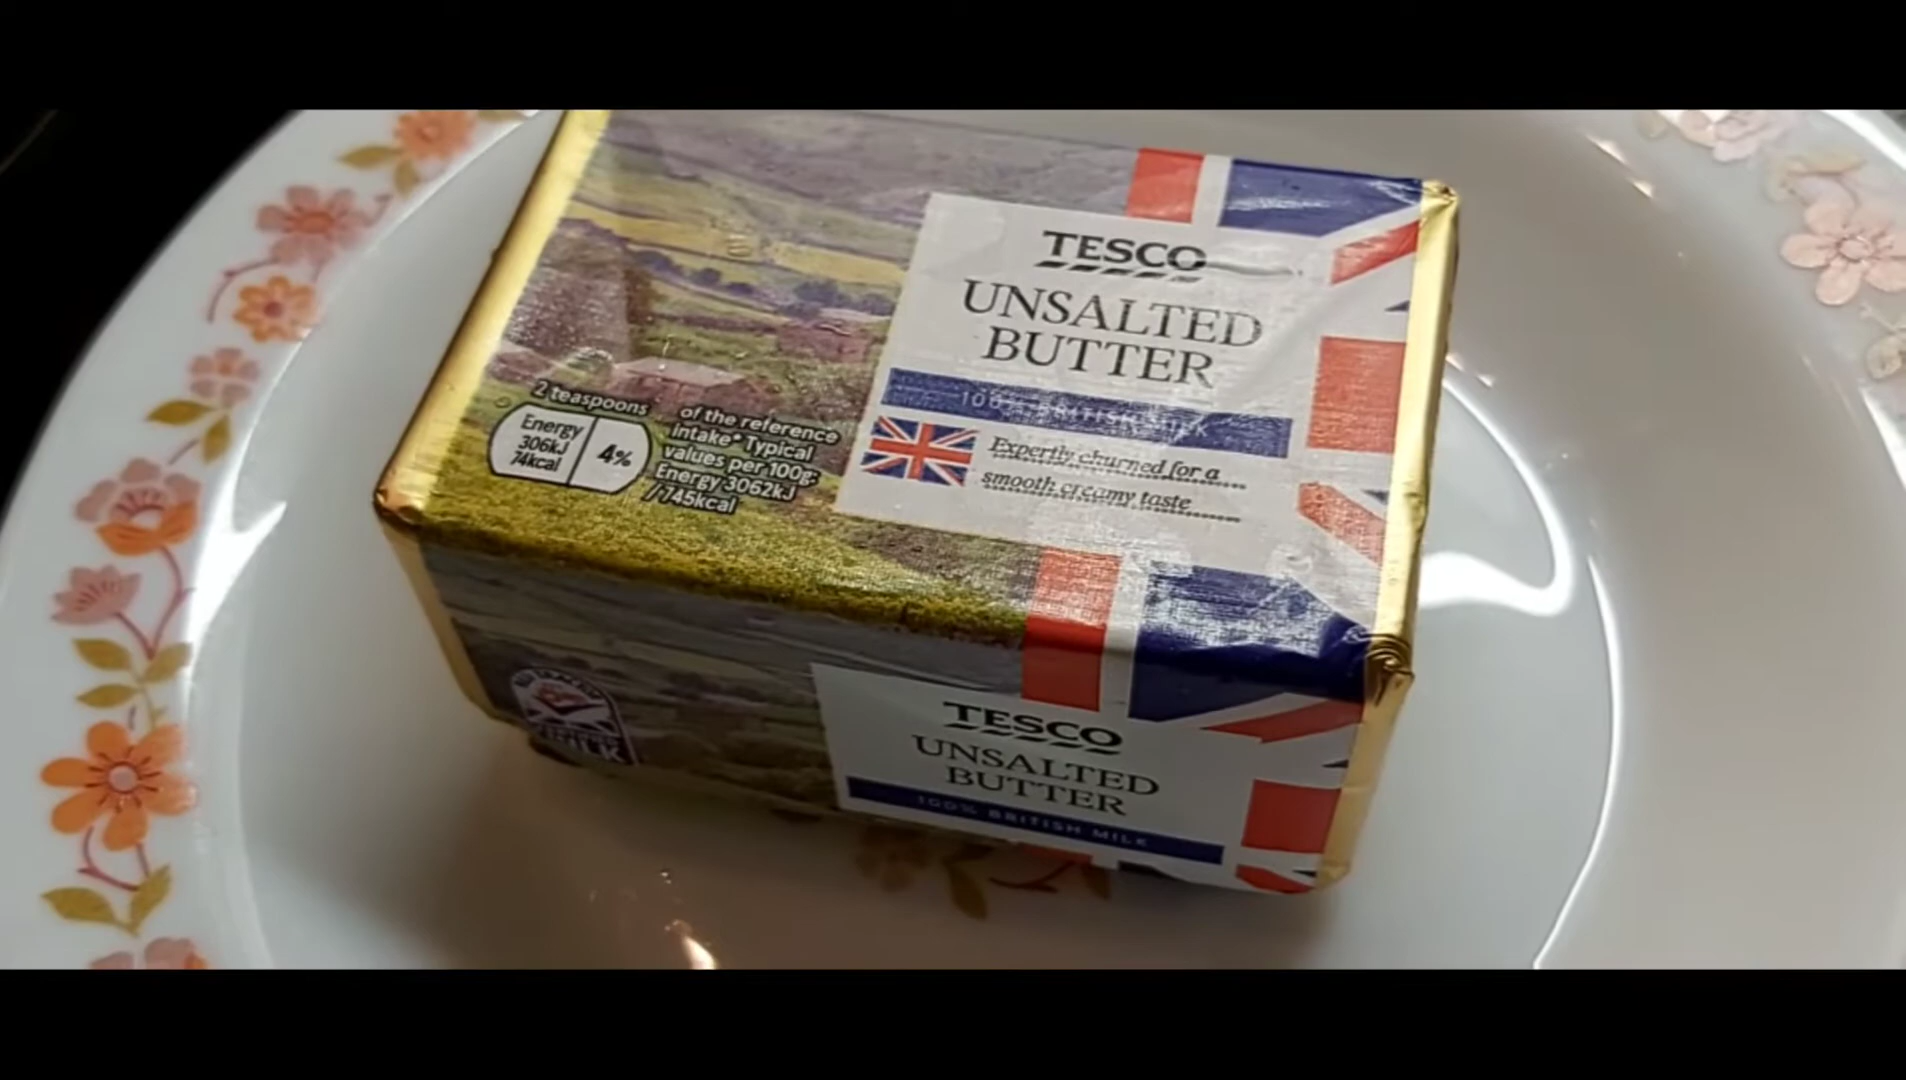 TESCO
UNSALTED
BUTTER
100% BRITISH MILK
Expertly churned for a
smooth creamy taste
2 teaspoons
Energy
306kJ
74kcal
4%
of the reference
intake* Typical
values per 100g:
Energy 3062kJ
/ 745kcal
TESCO
UNSALTED
BUTTER
100% BRITISH MILK
MILK